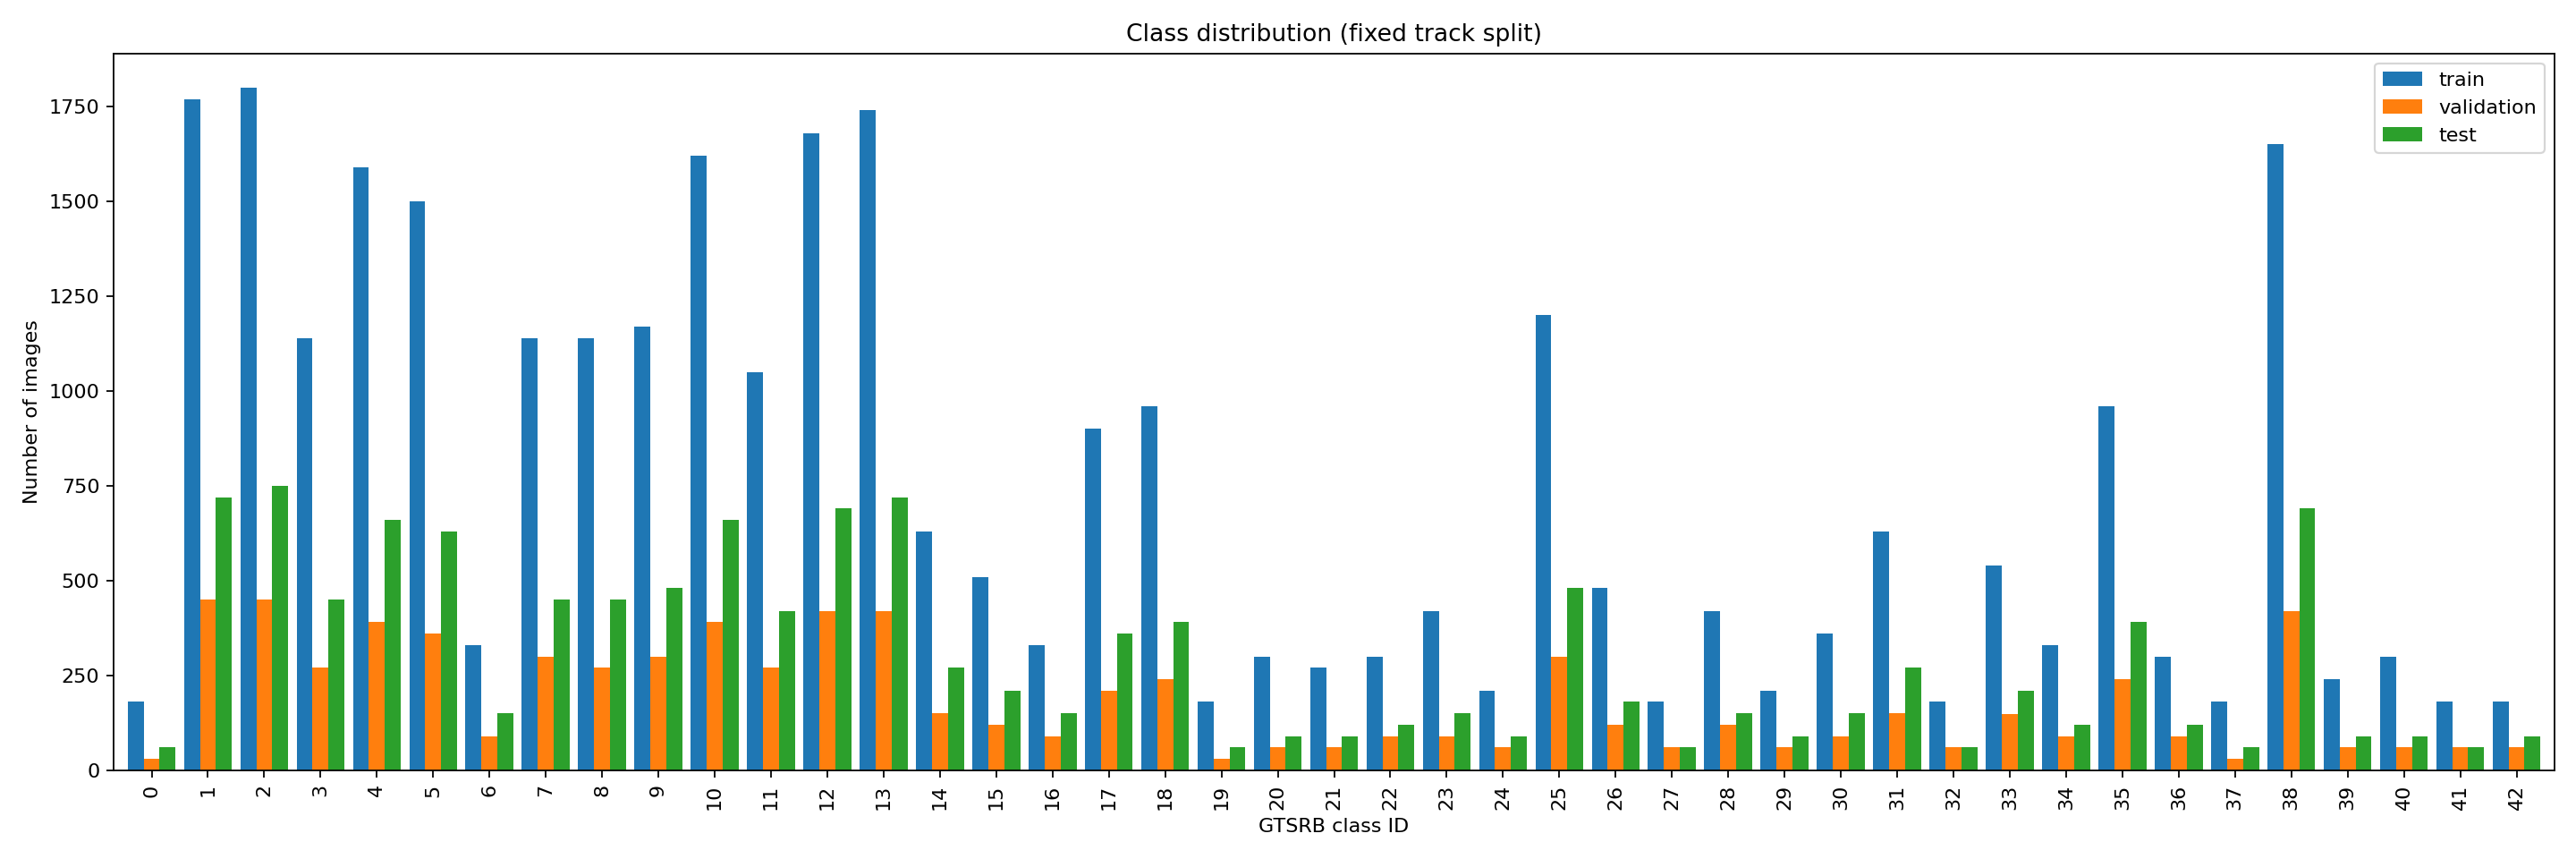 Class distribution (fixed track split)
train
validation
test
Number of images
1750
1500
1250
1000
750
500
250
0
0 1 2 3 4 5 6 7 8 9 10 11 12 13 14 15 16 17 18 19 20 21 22 23 24 25 26 27 28 29 30 31 32 33 34 35 36 37 38 39 40 41 42
GTSRB class ID